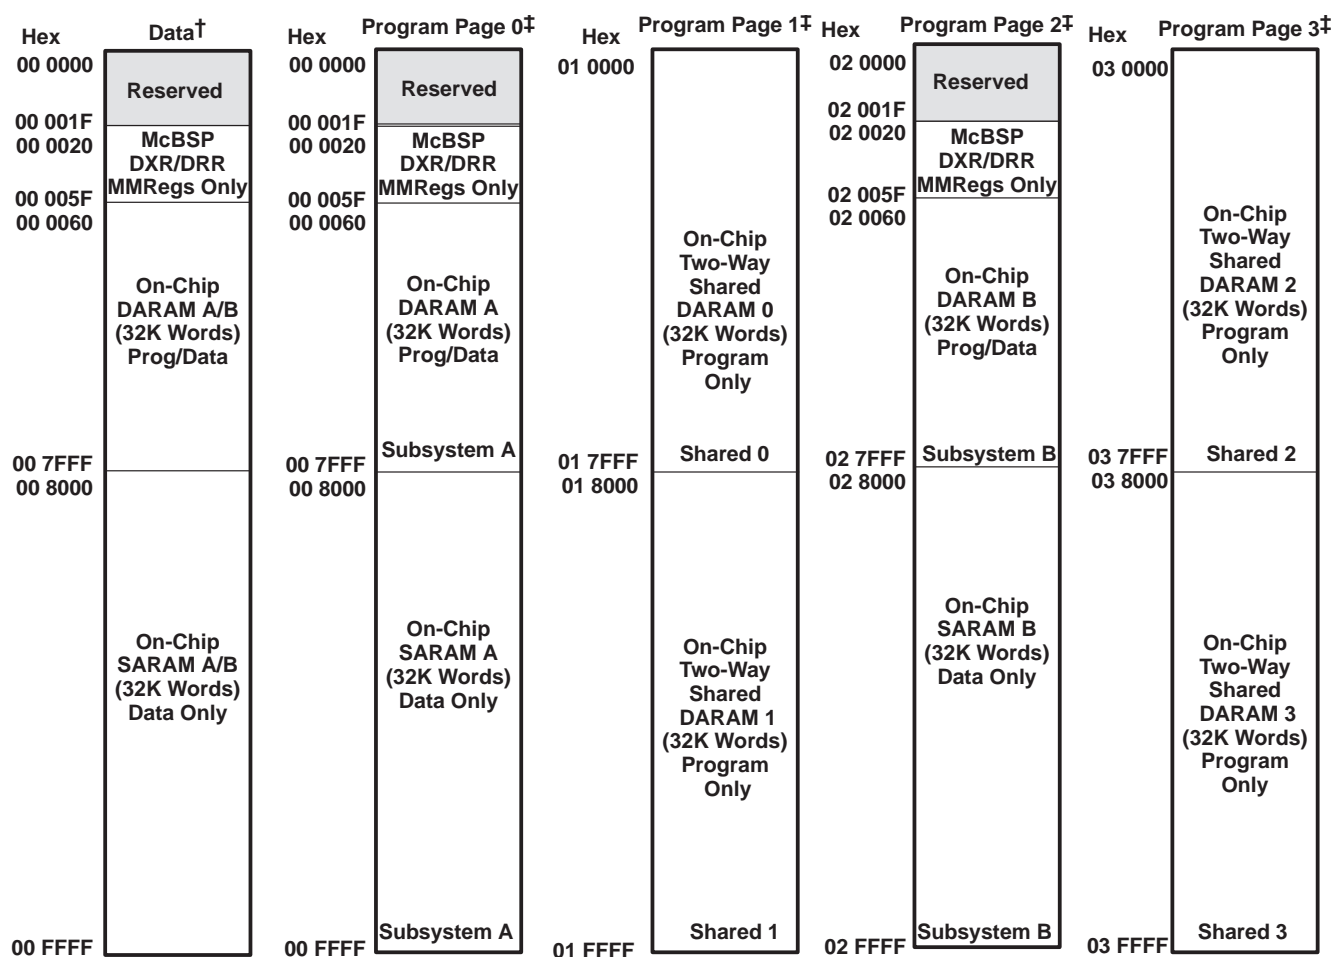 Hex
Data†
00 0000
Reserved
00 001F
00 0020
McBSP
DXR/DRR
MMRegs Only
00 005F
00 0060
On-Chip
DARAM A/B
(32K Words)
Prog/Data
00 7FFF
00 8000
On-Chip
SARAM A/B
(32K Words)
Data Only
00 FFFF
Hex
Program Page 0‡
00 0000
Reserved
00 001F
00 0020
McBSP
DXR/DRR
MMRegs Only
00 005F
00 0060
On-Chip
DARAM A
(32K Words)
Prog/Data
Subsystem A
00 7FFF
00 8000
On-Chip
SARAM A
(32K Words)
Data Only
Subsystem A
00 FFFF
Hex
Program Page 1‡
01 0000
On-Chip
Two-Way
Shared
DARAM 0
(32K Words)
Program
Only
Shared 0
01 7FFF
01 8000
On-Chip
Two-Way
Shared
DARAM 1
(32K Words)
Program
Only
Shared 1
01 FFFF
Hex
Program Page 2‡
02 0000
Reserved
02 001F
02 0020
McBSP
DXR/DRR
MMRegs Only
02 005F
02 0060
On-Chip
DARAM B
(32K Words)
Prog/Data
Subsystem B
02 7FFF
02 8000
On-Chip
SARAM B
(32K Words)
Data Only
Subsystem B
02 FFFF
Hex
Program Page 3‡
03 0000
On-Chip
Two-Way
Shared
DARAM 2
(32K Words)
Program
Only
Shared 2
03 7FFF
03 8000
On-Chip
Two-Way
Shared
DARAM 3
(32K Words)
Program
Only
Shared 3
03 FFFF